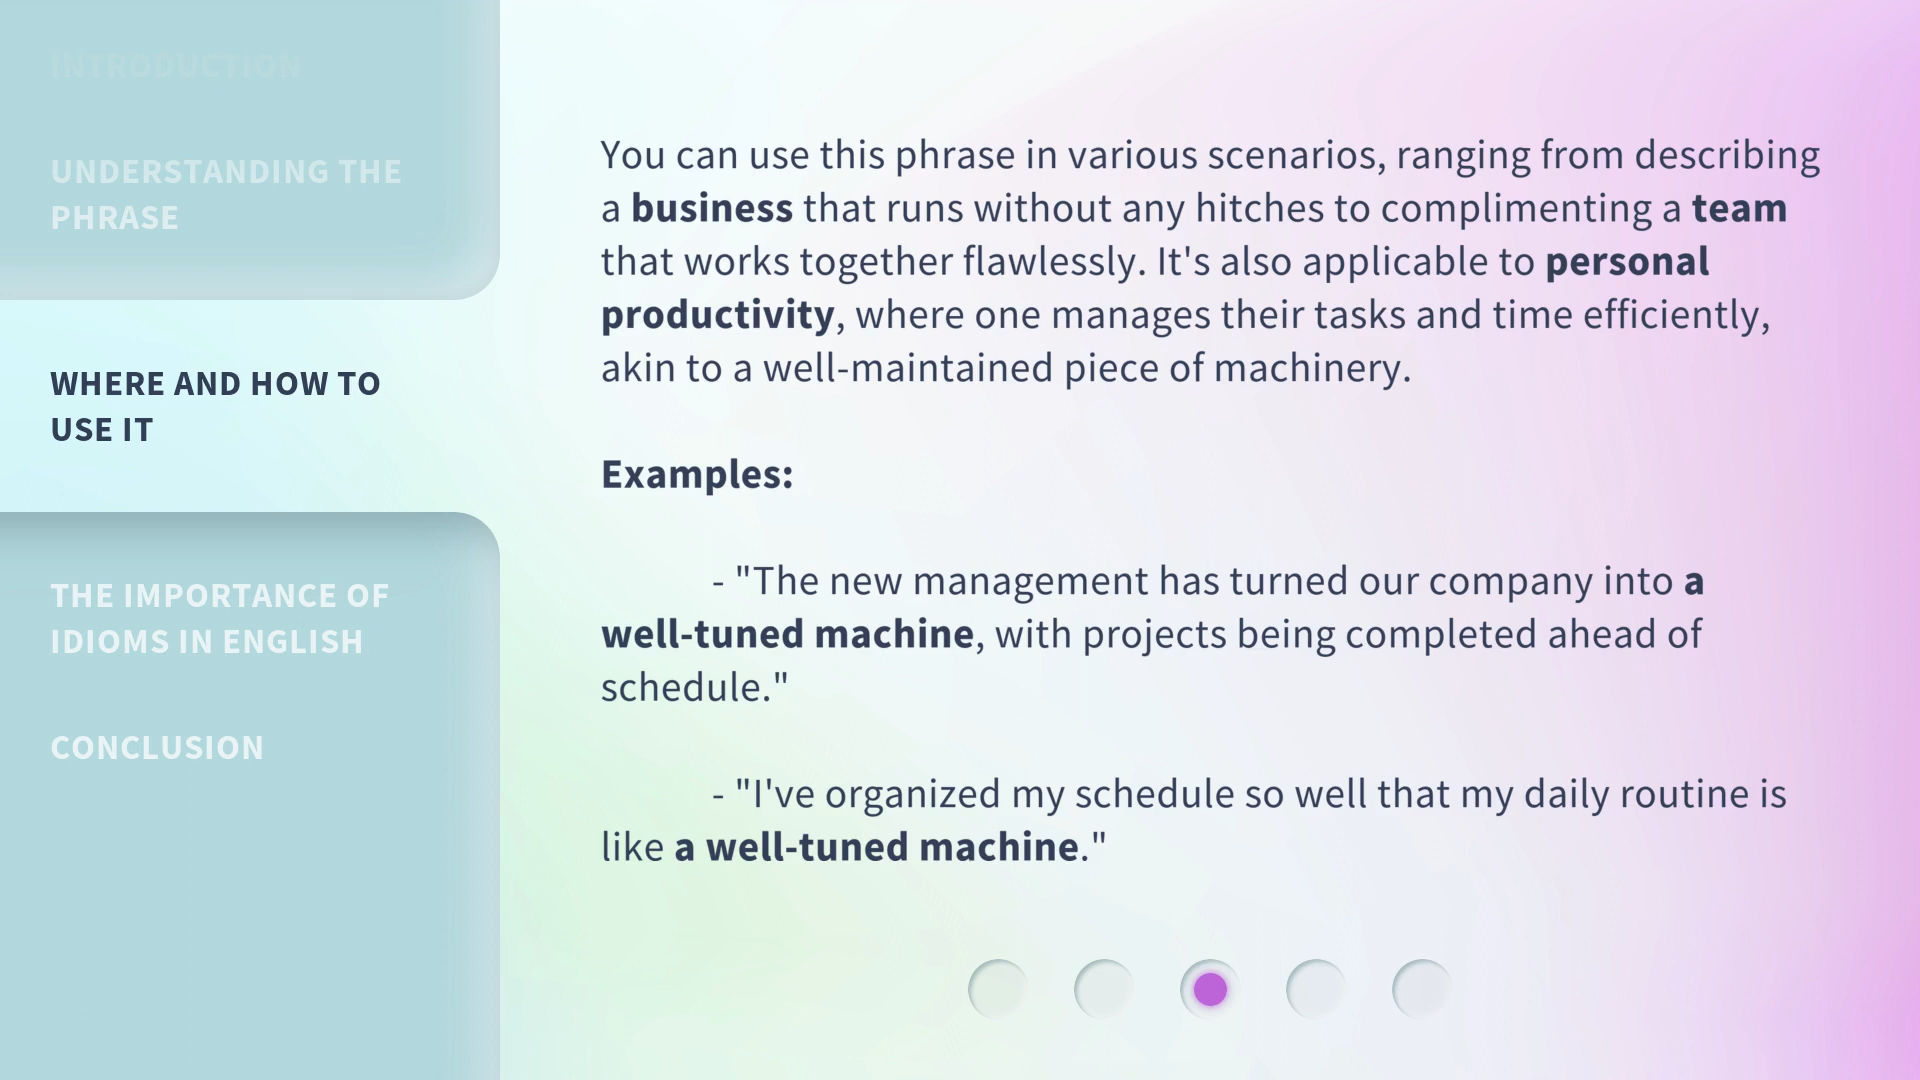 INTRODUCTION
UNDERSTANDING THE
PHRASE
WHERE AND HOW TO
USE IT
THE IMPORTANCE OF
IDIOMS IN ENGLISH
CONCLUSION
You can use this phrase in various scenarios, ranging from describing
a business that runs without any hitches to complimenting a team
that works together flawlessly. It's also applicable to personal
productivity, where one manages their tasks and time efficiently,
akin to a well-maintained piece of machinery.
Examples:
- "The new management has turned our company into a
well-tuned machine, with projects being completed ahead of
schedule."
- "I've organized my schedule so well that my daily routine is
like a well-tuned machine."